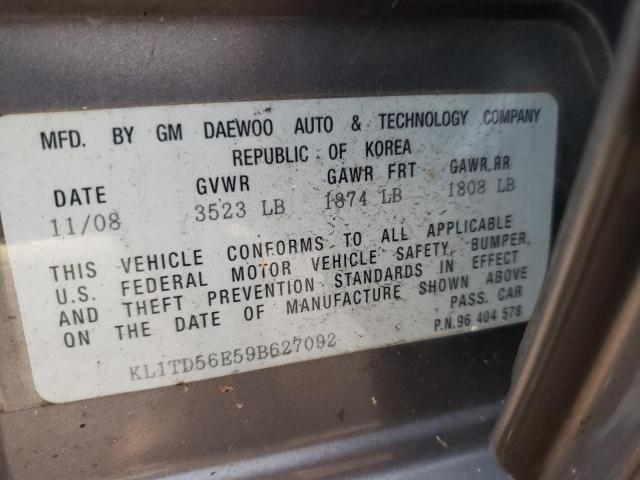 MFD. BY GM DAEWOO AUTO & TECHNOLOGY COMPANY
REPUBLIC OF KOREA
DATE GVWR GAWR FRT GAWR RR
11/08 3523 LB 1874 LB 1808 LB
THIS VEHICLE CONFORMS TO ALL APPLICABLE
U.S. FEDERAL MOTOR VEHICLE SAFETY, BUMPER,
AND THEFT PREVENTION STANDARDS IN EFFECT
ON THE DATE OF MANUFACTURE SHOWN ABOVE
PASS. CAR
KL1TD56E59B627092 P.N.96 404 578